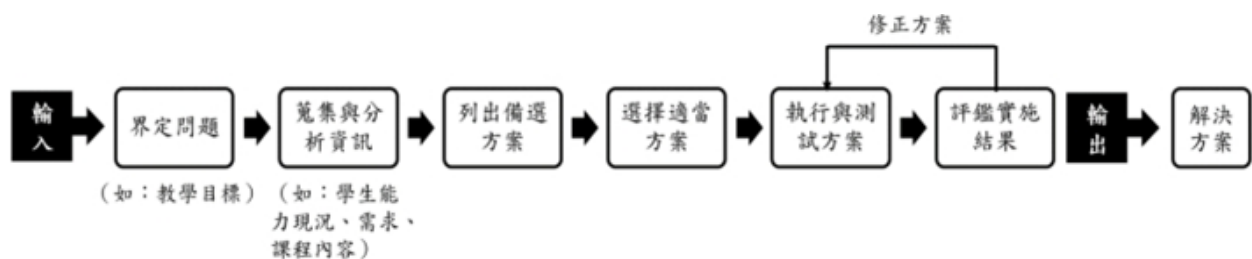 修正方案
輸
入
界定問題
蒐集與分
析資訊
列出備選
方案
選擇適當
方案
執行與測
試方案
評鑑實施
結果
輸
出
解決
方案
（如：教學目標）
（如：學生能
力現況、需求、
課程內容）